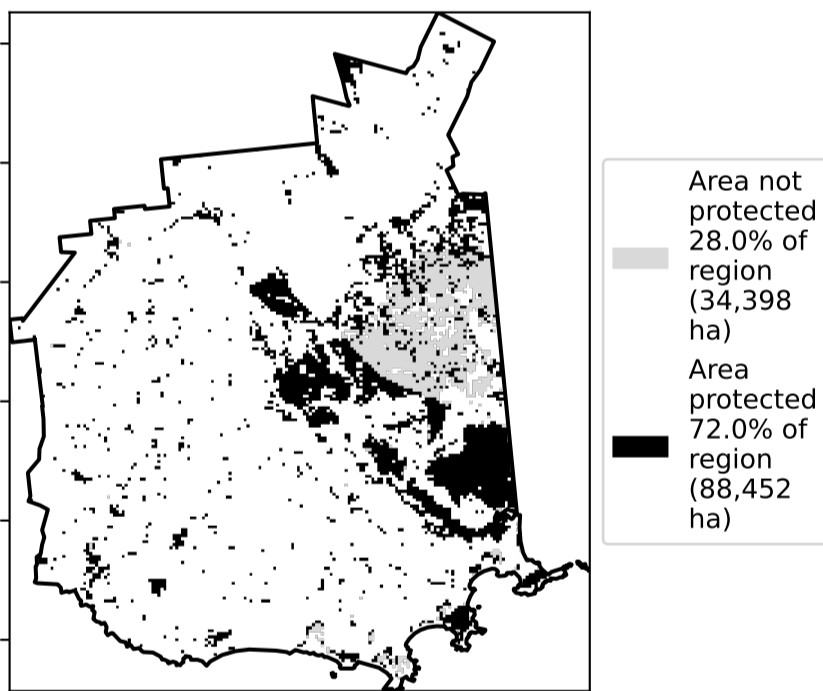 Area not
protected
28.0% of
region
(34,398
ha)
Area
protected
72.0% of
region
(88,452
ha)